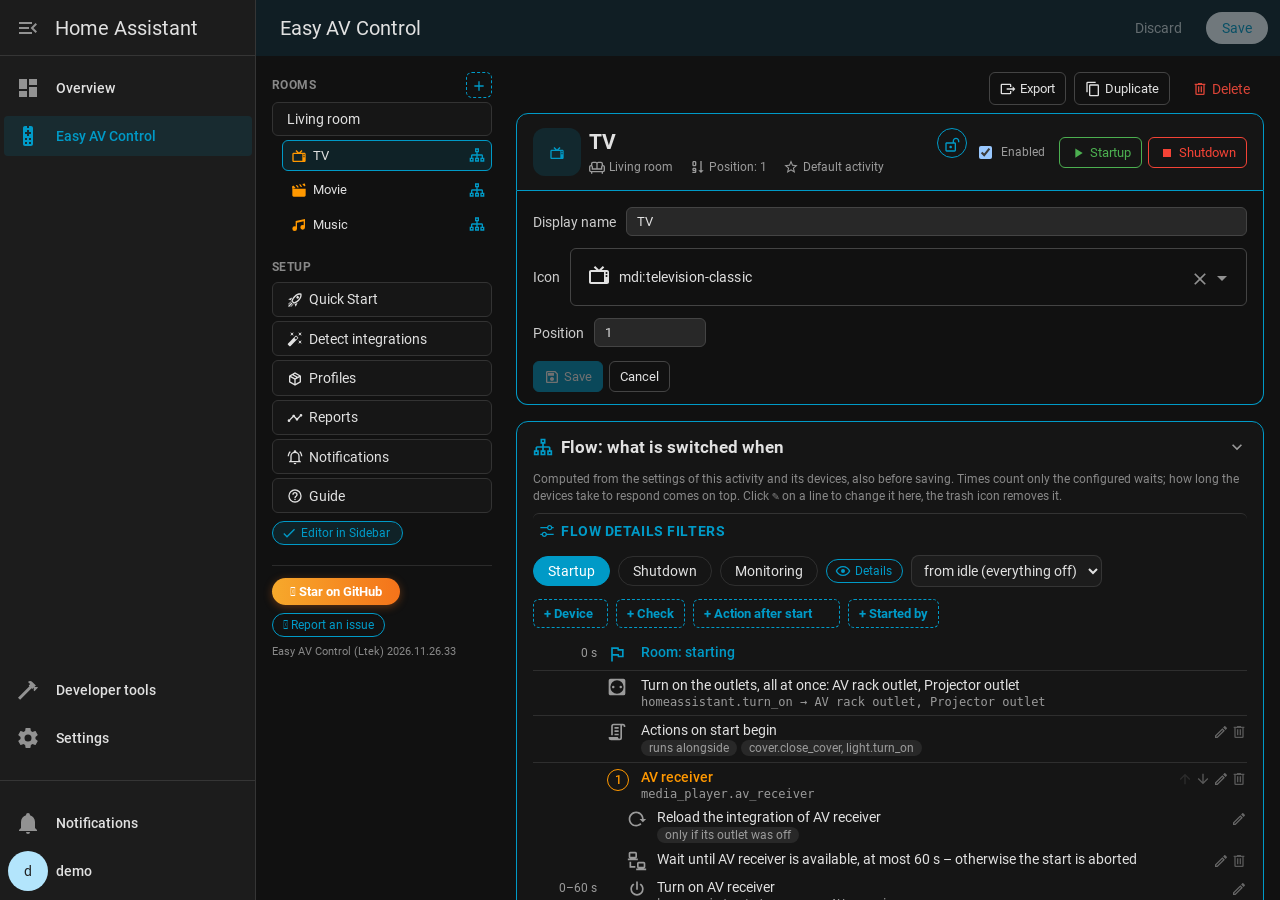 Home Assistant
Easy AV Control
Discard
Save
Overview
Easy AV Control
Developer tools
Settings
Notifications
d
demo
ROOMS
+
Living room
TV
Movie
Music
SETUP
Quick Start
Detect integrations
Profiles
Reports
Notifications
Guide
Editor in Sidebar
Star on GitHub
Report an issue
Easy AV Control (Ltek) 2026.11.26.33
Export
Duplicate
Delete
TV
Living room
Position: 1
Default activity
Enabled
Startup
Shutdown
Display name
TV
Icon
mdi:television-classic
Position
1
Save
Cancel
Flow: what is switched when
Computed from the settings of this activity and its devices, also before saving. Times count only the configured waits; how long the
devices take to respond comes on top. Click ✎ on a line to change it here, the trash icon removes it.
FLOW DETAILS FILTERS
Startup
Shutdown
Monitoring
Details
from idle (everything off)
+ Device
+ Check
+ Action after start
+ Started by
0 s
Room: starting
Turn on the outlets, all at once: AV rack outlet, Projector outlet
homeassistant.turn_on → AV rack outlet, Projector outlet
Actions on start begin
runs alongside
cover.close_cover, light.turn_on
1
AV receiver
media_player.av_receiver
Reload the integration of AV receiver
only if its outlet was off
Wait until AV receiver is available, at most 60 s – otherwise the start is aborted
0–60 s
Turn on AV receiver